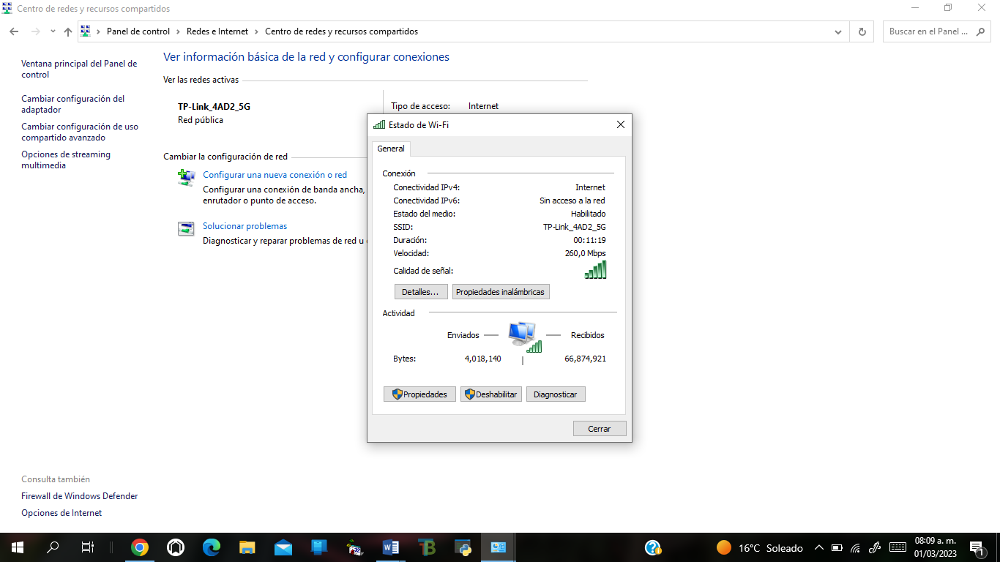 Centro de redes y recursos compartidos
Panel de control > Redes e Internet > Centro de redes y recursos compartidos
Buscar en el Panel ...
Ventana principal del Panel de
control
Cambiar configuración del
adaptador
Cambiar configuración de uso
compartido avanzado
Opciones de streaming
multimedia
Ver información básica de la red y configurar conexiones
Ver las redes activas
TP-Link_4AD2_5G
Red pública
Tipo de acceso: Internet
Cambiar la configuración de red
Configurar una nueva conexión o red
Configurar una conexión de banda ancha,
enrutador o punto de acceso.
Solucionar problemas
Diagnosticar y reparar problemas de red u
Estado de Wi-Fi
General
Conexión
Conectividad IPv4: Internet
Conectividad IPv6: Sin acceso a la red
Estado del medio: Habilitado
SSID: TP-Link_4AD2_5G
Duración: 00:11:19
Velocidad: 260,0 Mbps
Calidad de señal:
Detalles... Propiedades inalámbricas
Actividad
Enviados Recibidos
Bytes: 4,018,140 66,874,921
Propiedades Deshabilitar Diagnosticar
Cerrar
Consulta también
Firewall de Windows Defender
Opciones de Internet
16°C Soleado
08:09 a. m.
01/03/2023
1